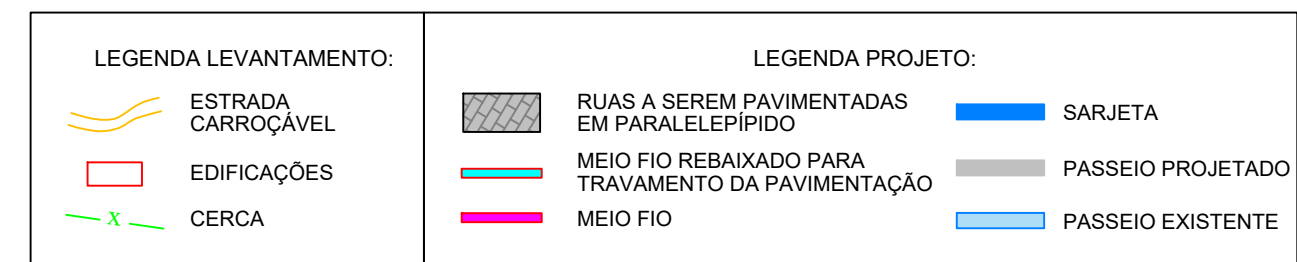 LEGENDA LEVANTAMENTO:
ESTRADA
CARROÇÁVEL
EDIFICAÇÕES
X
CERCA
LEGENDA PROJETO:
RUAS A SEREM PAVIMENTADAS
EM PARALELEPÍPIDO
MEIO FIO REBAIXADO PARA
TRAVAMENTO DA PAVIMENTAÇÃO
MEIO FIO
SARJETA
PASSEIO PROJETADO
PASSEIO EXISTENTE